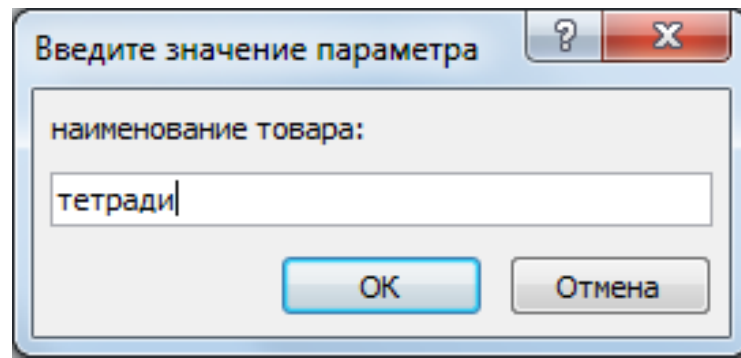 Введите значение параметра
наименование товара:
тетради
ОК Отмена